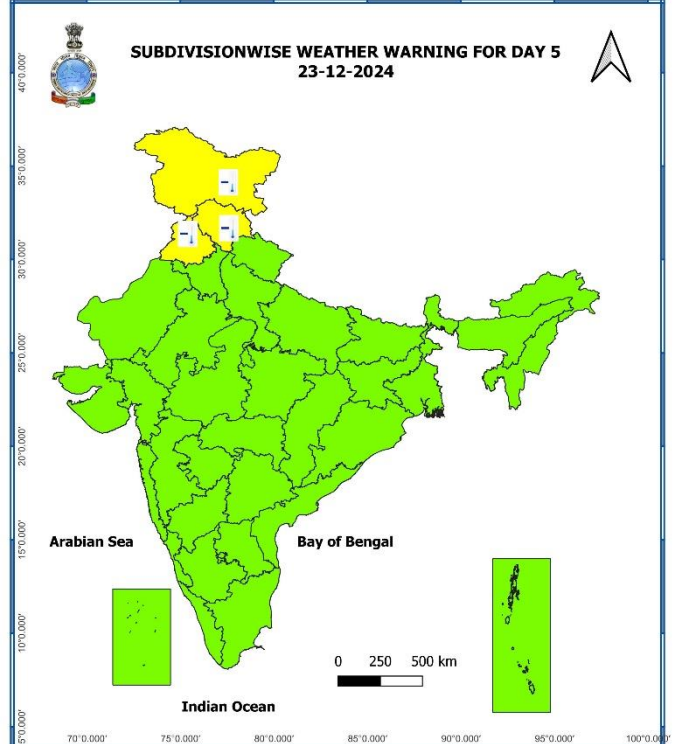 SUBDIVISIONWISE WEATHER WARNING FOR DAY 5
23-12-2024
40°0.000'
35°0.000'
30°0.000'
25°0.000'
20°0.000'
15°0.000'
10°0.000'
5°0.000'
Arabian Sea
Bay of Bengal
0 250 500 km
Indian Ocean
70°0.000' 75°0.000' 80°0.000' 85°0.000' 90°0.000' 95°0.000' 100°0.000'